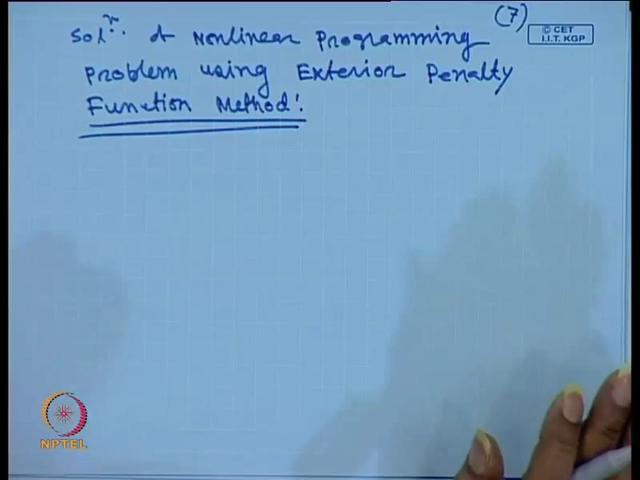 (7)
© CET
I.I.T. KGP
Solⁿ: of Nonlinear Programming
Problem using Exterior Penalty
Function Method:
NPTEL